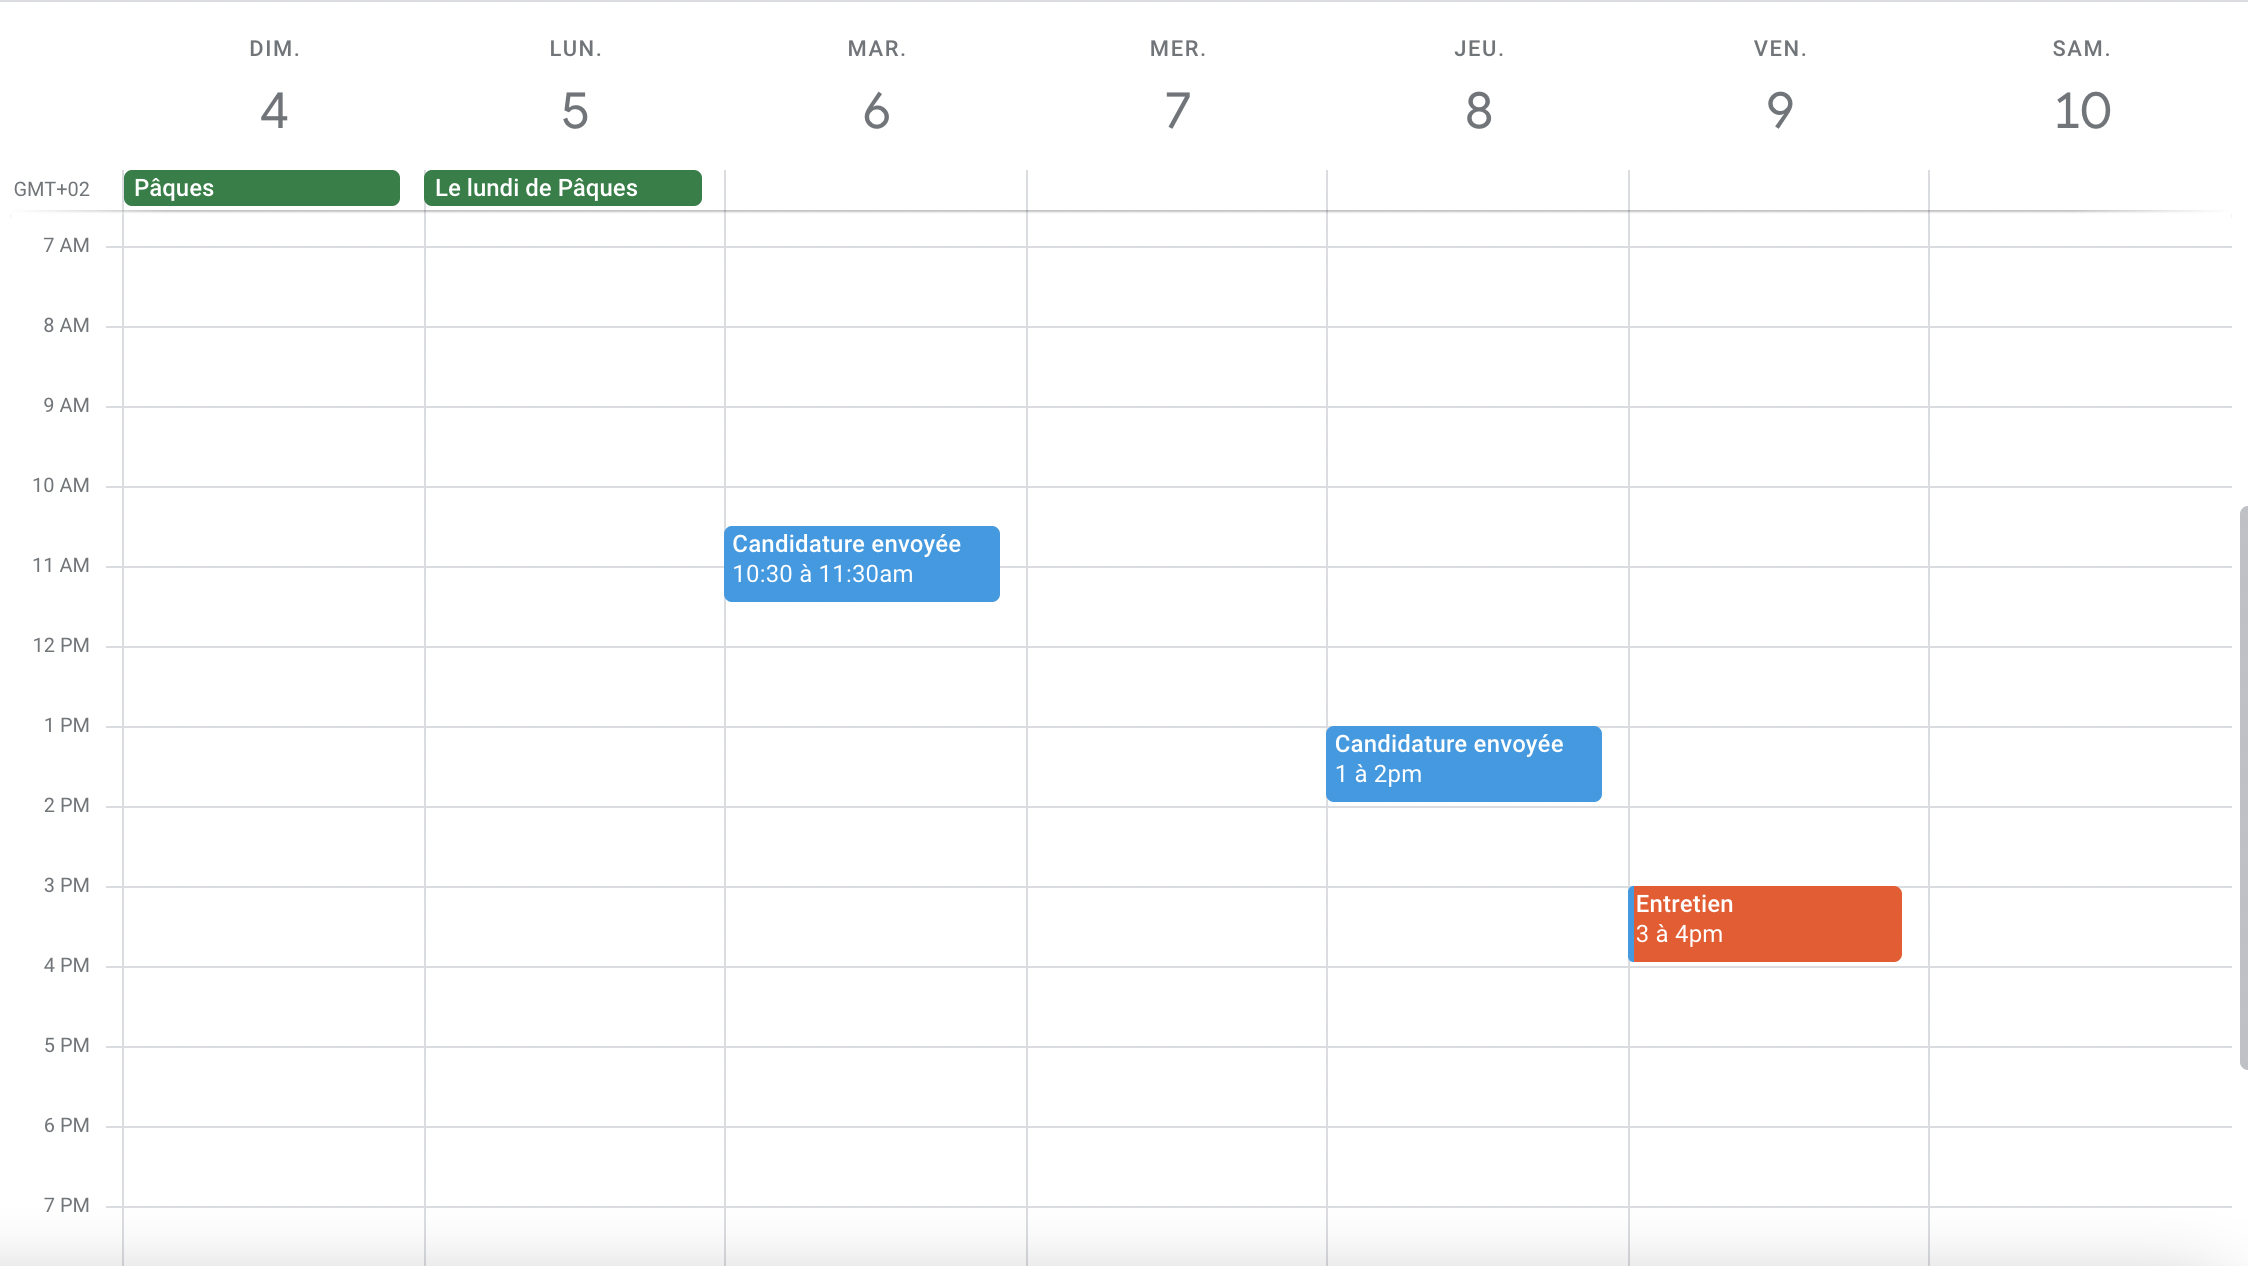 DIM. LUN. MAR. MER. JEU. VEN. SAM.
4 5 6 7 8 9 10
GMT+02 Pâques Le lundi de Pâques
7 AM
8 AM
9 AM
10 AM
Candidature envoyée
10:30 à 11:30am
11 AM
12 PM
1 PM
Candidature envoyée
1 à 2pm
2 PM
3 PM
Entretien
3 à 4pm
4 PM
5 PM
6 PM
7 PM